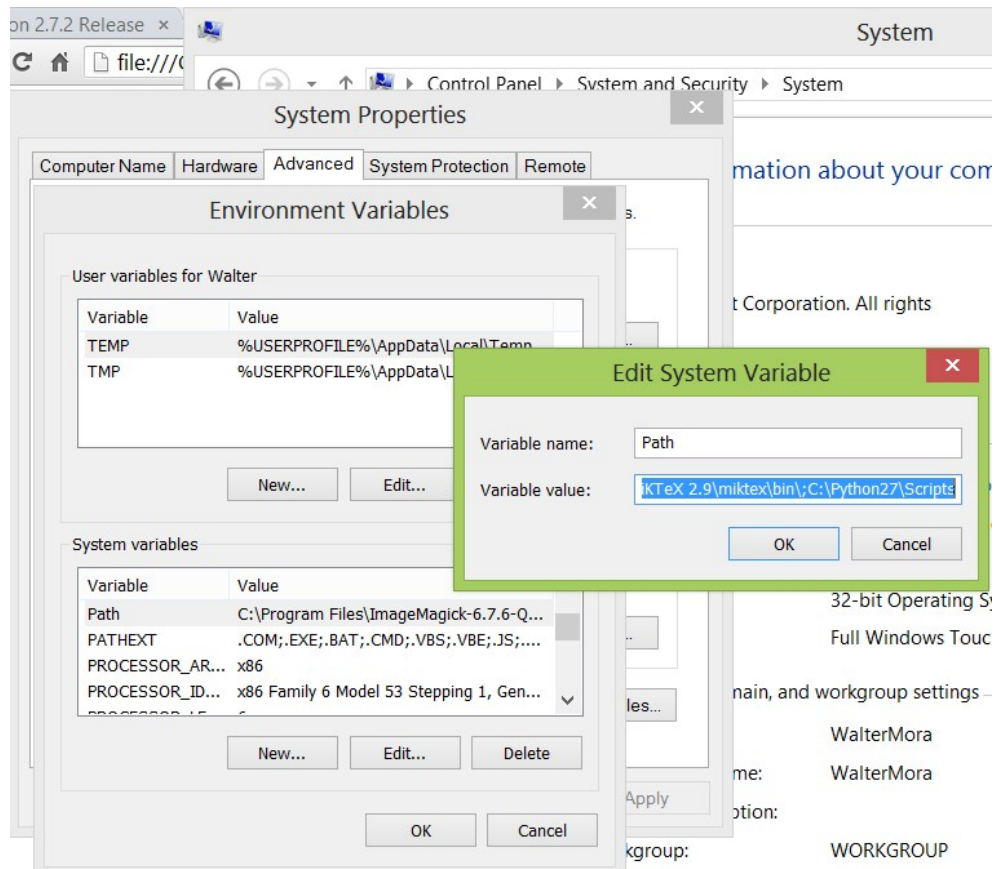 on 2.7.2 Release ×
System
file:///
Control Panel ▸ System and Security ▸ System
System Properties
Computer Name Hardware Advanced System Protection Remote
mation about your com
Environment Variables
s.
User variables for Walter
t Corporation. All rights
Variable Value
TEMP %USERPROFILE%\AppData\Local\Temp
TMP %USERPROFILE%\AppData\L
Edit System Variable
Variable name: Path
Variable value: iKTeX 2.9\miktex\bin\;C:\Python27\Scripts
New... Edit...
OK Cancel
System variables
Variable Value
Path C:\Program Files\ImageMagick-6.7.6-Q...
32-bit Operating Sy
PATHEXT .COM;.EXE;.BAT;.CMD;.VBS;.VBE;.JS;....
Full Windows Touc
PROCESSOR_AR... x86
PROCESSOR_ID... x86 Family 6 Model 53 Stepping 1, Gen...
main, and workgroup settings
les...
WalterMora
New... Edit... Delete
me: WalterMora
Apply
ption:
OK Cancel
kgroup: WORKGROUP